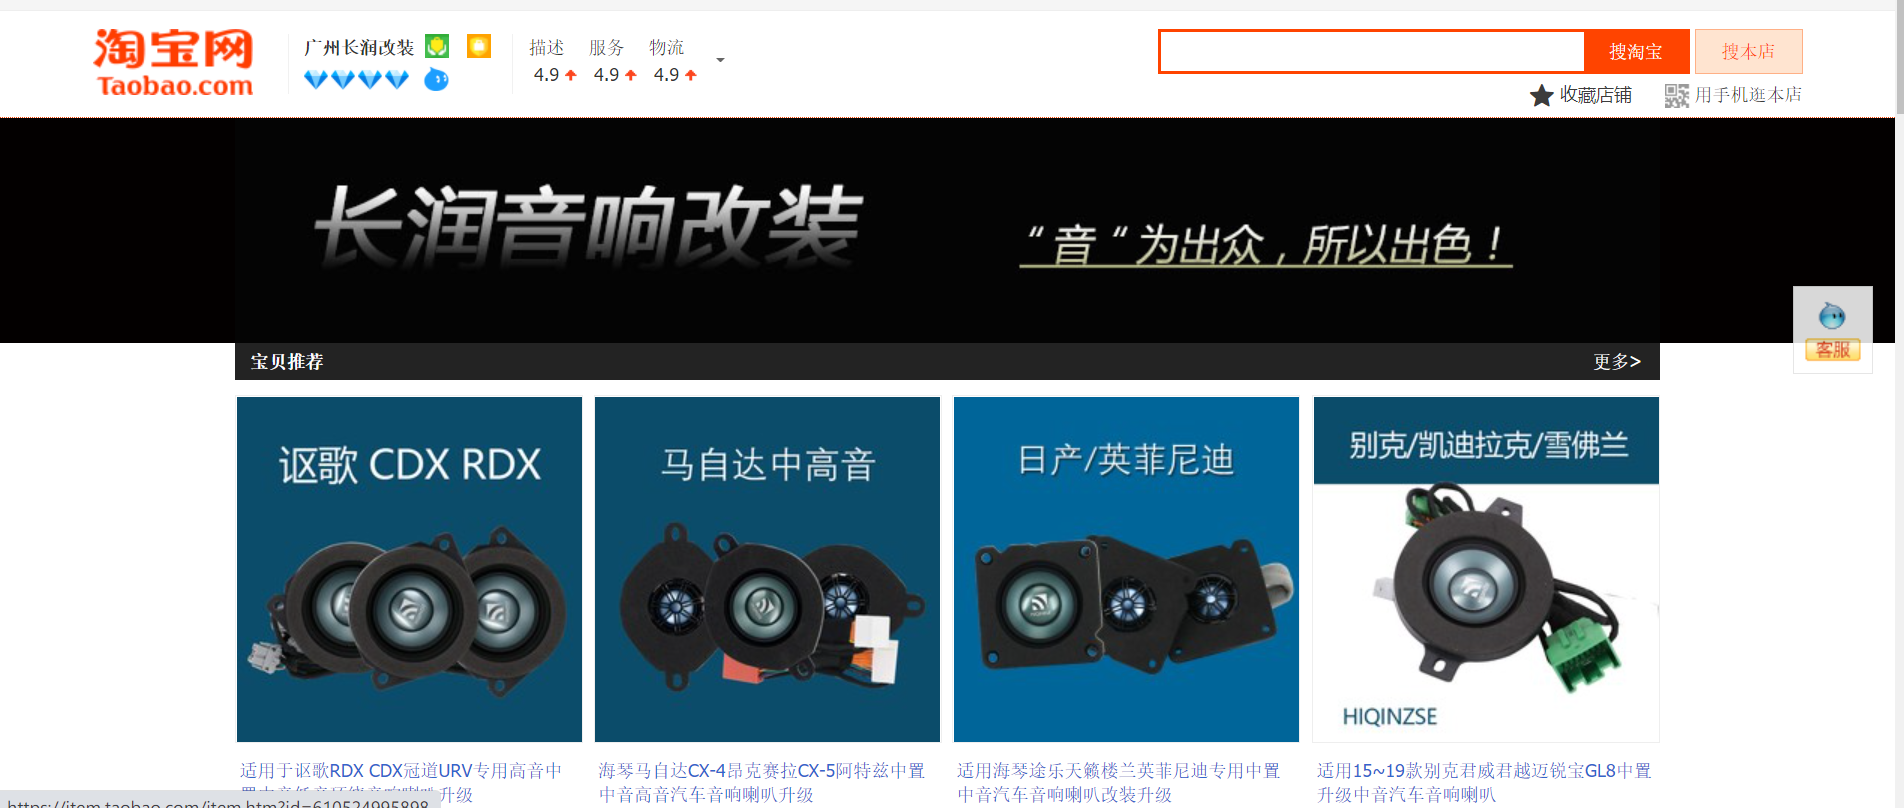 淘宝网
Taobao.com
广州长润改装
描述 服务 物流
4.9 4.9 4.9
搜淘宝
搜本店
收藏店铺
用手机逛本店
长润音响改装
“音“为出众，所以出色！
客服
宝贝推荐
更多>
讴歌 CDX RDX
马自达中高音
日产/英菲尼迪
别克/凯迪拉克/雪佛兰
HIQINZSE
适用于讴歌RDX CDX冠道URV专用高音中
升级
海琴马自达CX-4昂克赛拉CX-5阿特兹中置
中音高音汽车音响喇叭升级
适用海琴途乐天籁楼兰英菲尼迪专用中置
中音汽车音响喇叭改装升级
适用15~19款别克君威君越迈锐宝GL8中置
升级中音汽车音响喇叭
https://item.taobao.com/item.htm?id=610524995898